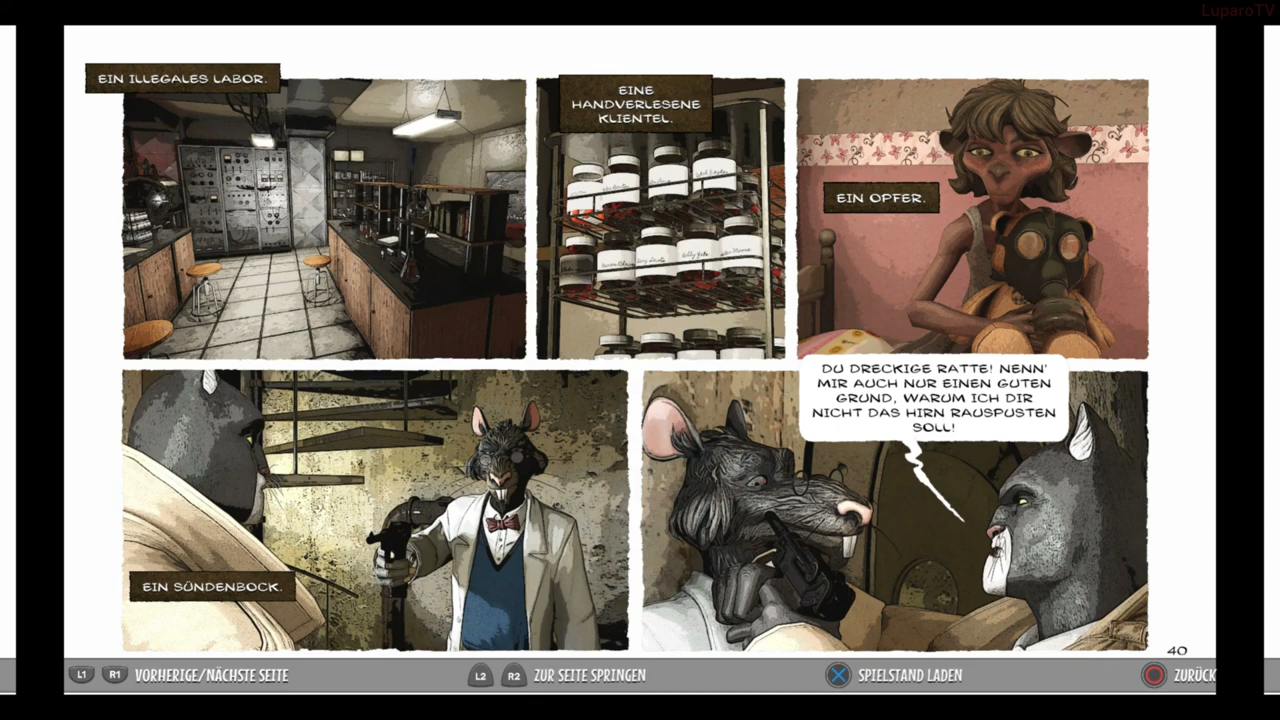 LuparoTV
EIN ILLEGALES LABOR.
EINE
HANDVERLESENE
KLIENTEL.
EIN OPFER.
EIN SÜNDENBOCK.
DU DRECKIGE RATTE! NENN'
MIR AUCH NUR EINEN GUTEN
GRUND, WARUM ICH DIR
NICHT DAS HIRN RAUSPUSTEN
SOLL!
40
L1 R1 VORHERIGE/NÄCHSTE SEITE
L2 R2 ZUR SEITE SPRINGEN
SPIELSTAND LADEN
ZURÜCK